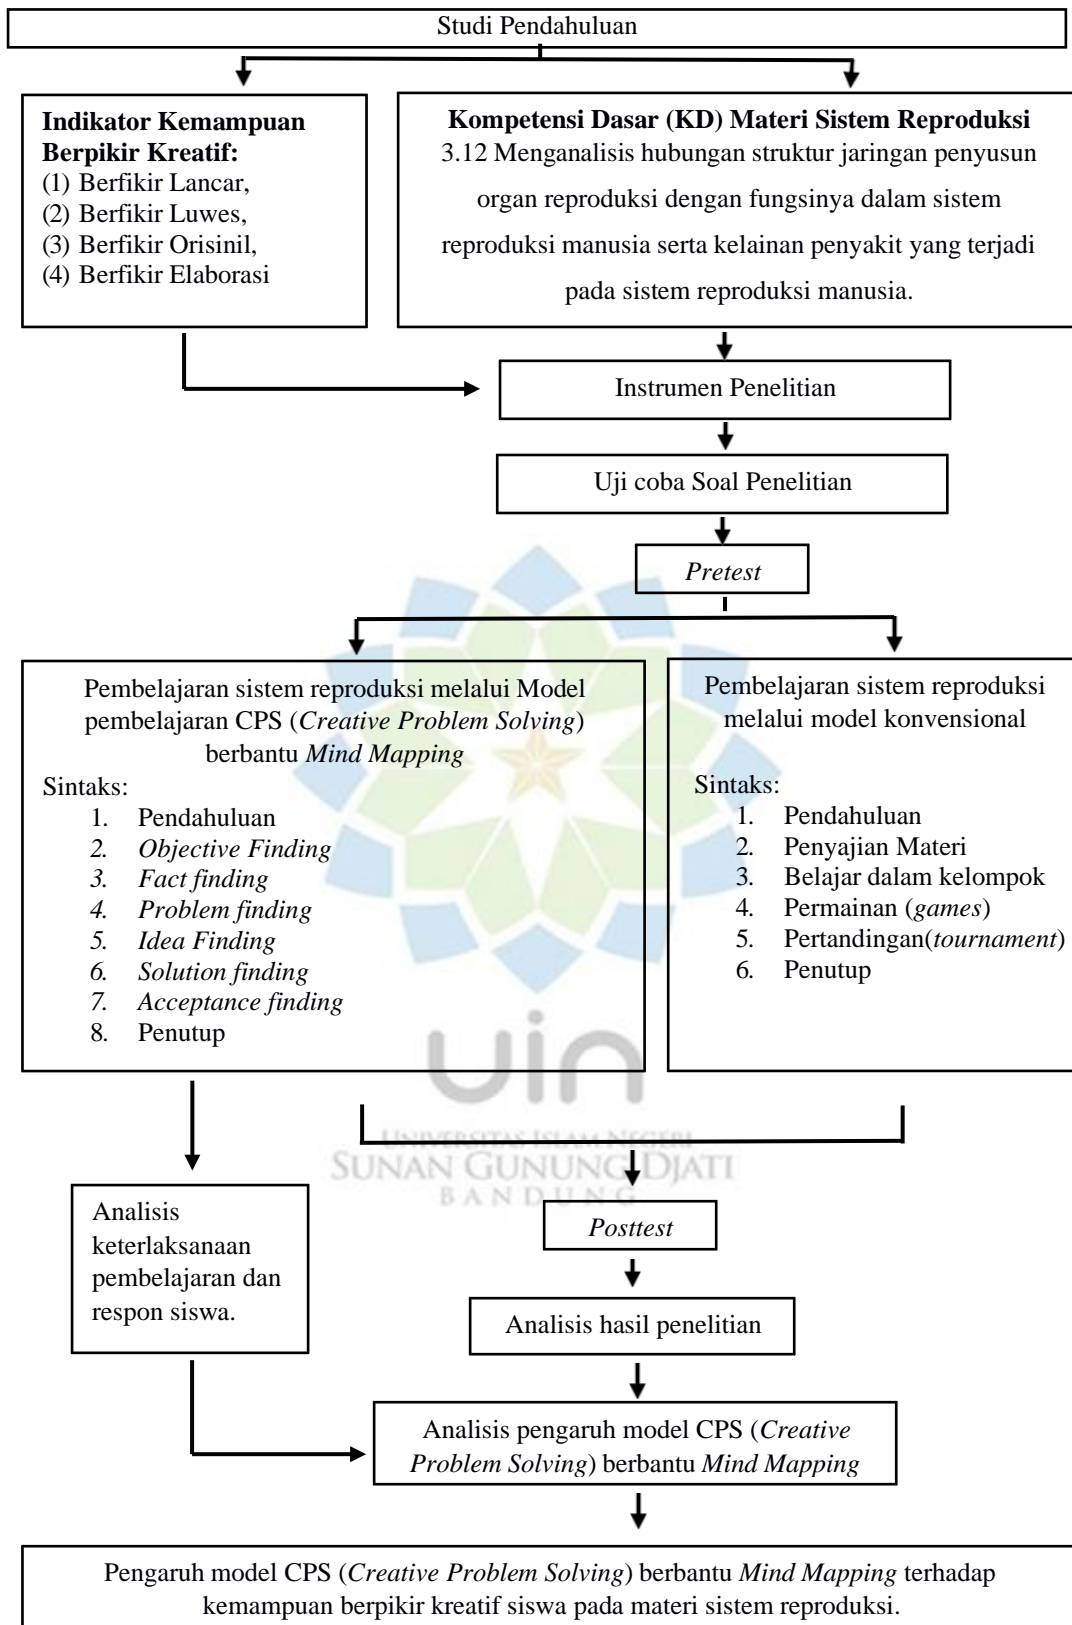 Studi Pendahuluan
Indikator Kemampuan
Berpikir Kreatif:
(1) Berfikir Lancar,
(2) Berfikir Luwes,
(3) Berfikir Orisinil,
(4) Berfikir Elaborasi
Kompetensi Dasar (KD) Materi Sistem Reproduksi
3.12 Menganalisis hubungan struktur jaringan penyusun
organ reproduksi dengan fungsinya dalam sistem
reproduksi manusia serta kelainan penyakit yang terjadi
pada sistem reproduksi manusia.
Instrumen Penelitian
Uji coba Soal Penelitian
Pretest
Pembelajaran sistem reproduksi melalui Model
pembelajaran CPS (Creative Problem Solving)
berbantu Mind Mapping
Sintaks:
1. Pendahuluan
2. Objective Finding
3. Fact finding
4. Problem finding
5. Idea Finding
6. Solution finding
7. Acceptance finding
8. Penutup
Pembelajaran sistem reproduksi
melalui model konvensional
Sintaks:
1. Pendahuluan
2. Penyajian Materi
3. Belajar dalam kelompok
4. Permainan (games)
5. Pertandingan(tournament)
6. Penutup
uin
UNIVERSITAS ISLAM NEGERI
SUNAN GUNUNG DJATI
BANDUNG
Analisis
keterlaksanaan
pembelajaran dan
respon siswa.
Posttest
Analisis hasil penelitian
Analisis pengaruh model CPS (Creative
Problem Solving) berbantu Mind Mapping
Pengaruh model CPS (Creative Problem Solving) berbantu Mind Mapping terhadap
kemampuan berpikir kreatif siswa pada materi sistem reproduksi.